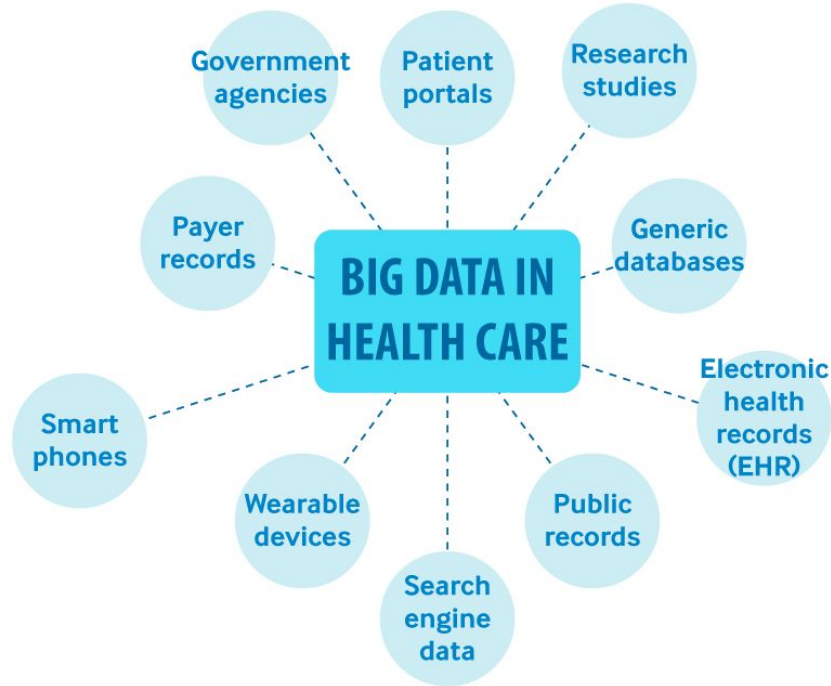 Government
agencies
Patient
portals
Research
studies
Payer
records
BIG DATA IN
HEALTH CARE
Generic
databases
Smart
phones
Electronic
health
records
(EHR)
Wearable
devices
Public
records
Search
engine
data